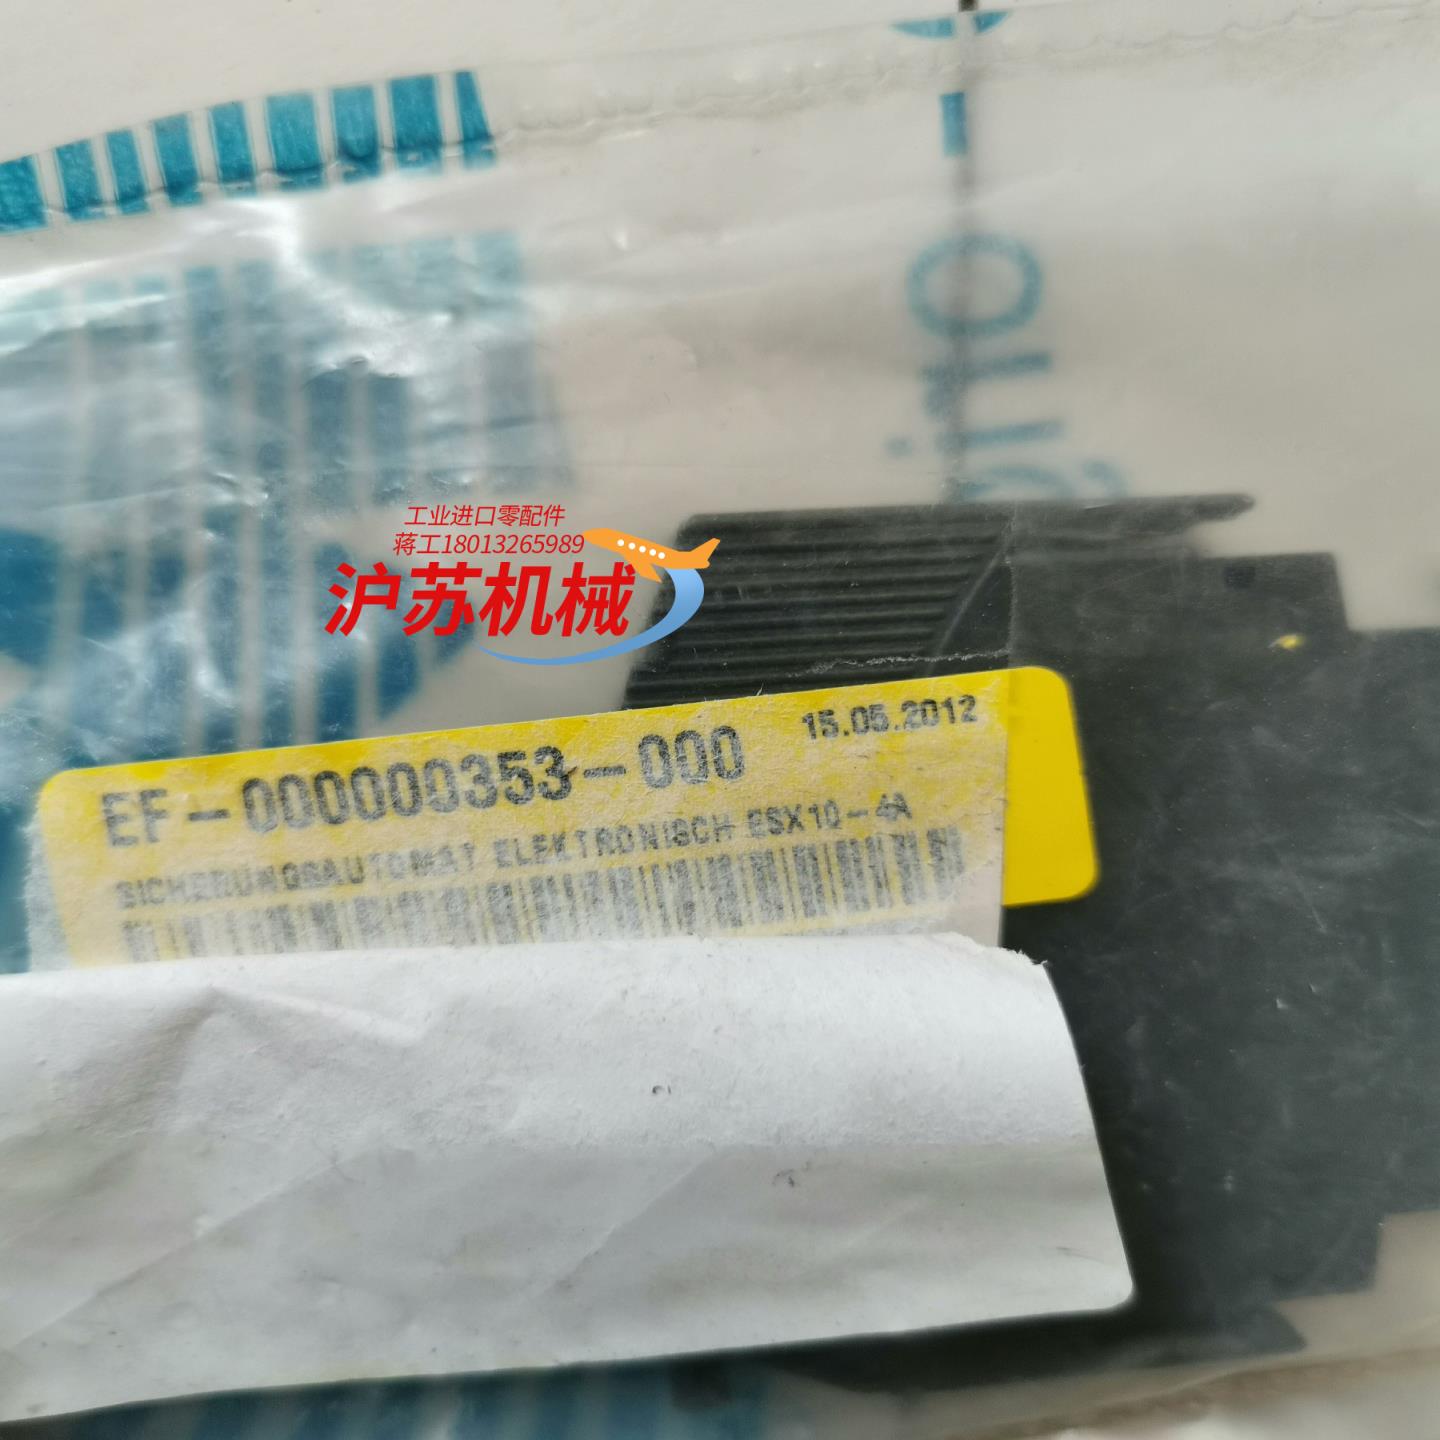 工业进口零配件
蒋工18013265989
沪苏机械
15.05.2012
EF-000000353-000
SICHERUNGSAUTOMAT ELEKTRONISCH ESX10-4A
Origi